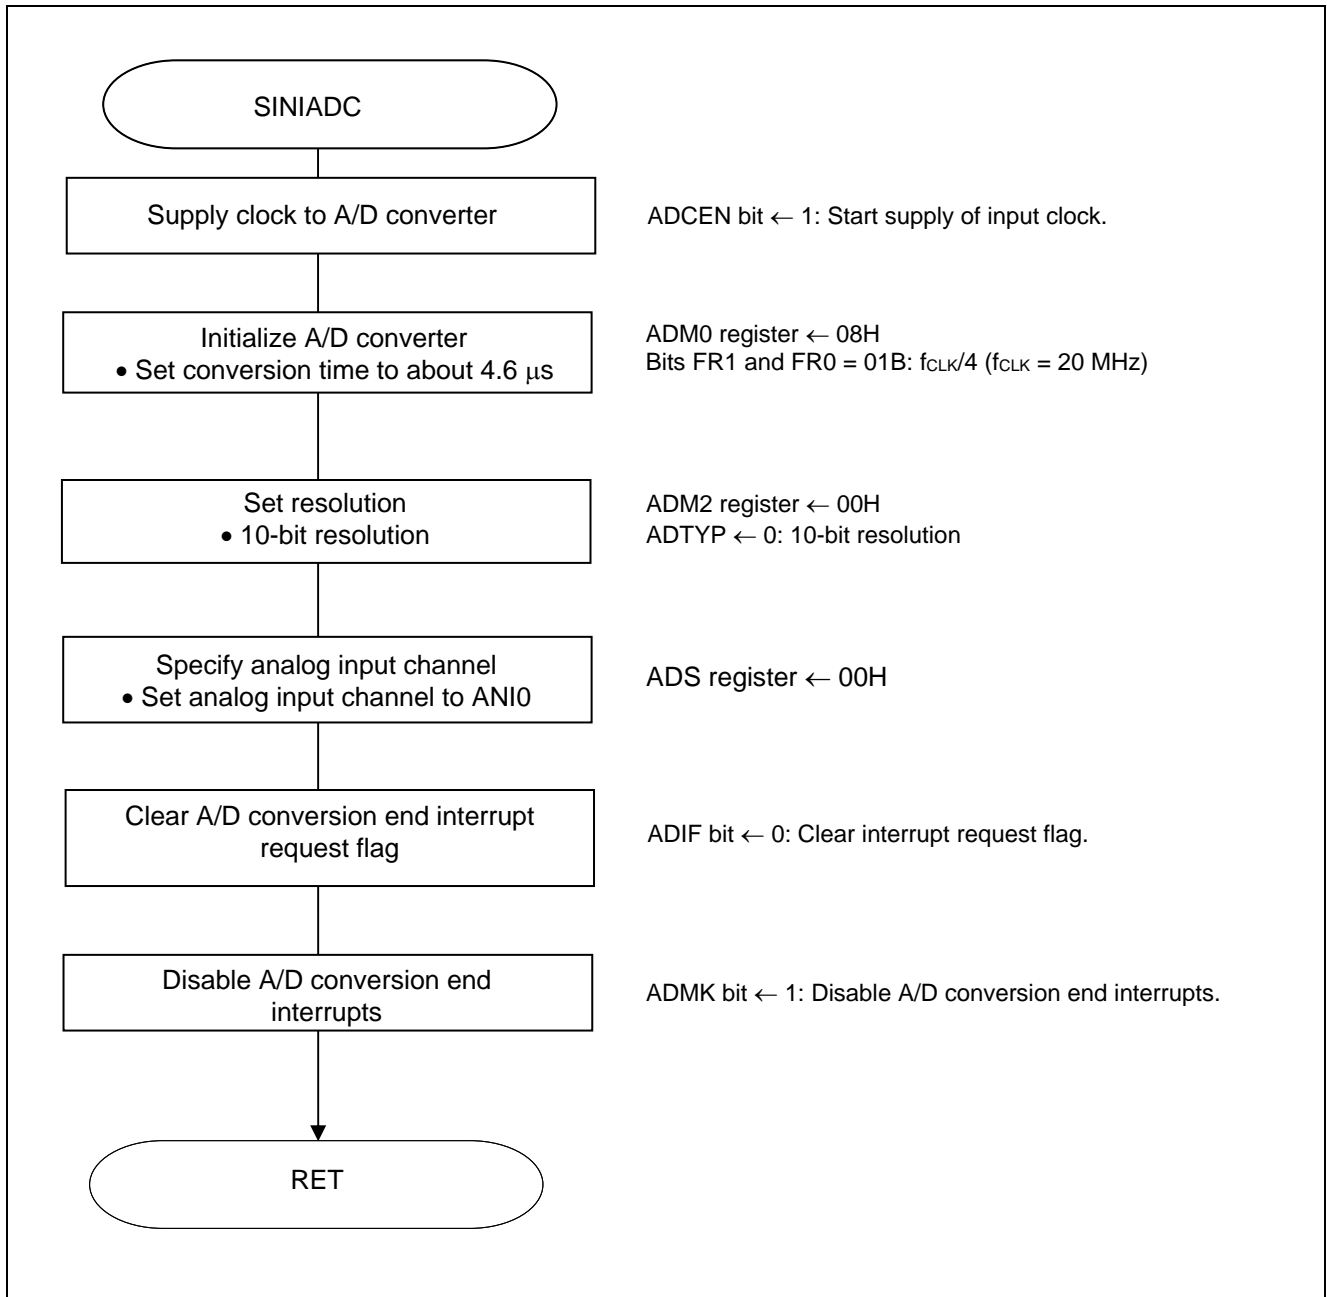 SINIADC
Supply clock to A/D converter
ADCEN bit ← 1: Start supply of input clock.
Initialize A/D converter
• Set conversion time to about 4.6 μs
ADM0 register ← 08H
Bits FR1 and FR0 = 01B: fCLK/4 (fCLK = 20 MHz)
Set resolution
• 10-bit resolution
ADM2 register ← 00H
ADTYP ← 0: 10-bit resolution
Specify analog input channel
• Set analog input channel to ANI0
ADS register ← 00H
Clear A/D conversion end interrupt
request flag
ADIF bit ← 0: Clear interrupt request flag.
Disable A/D conversion end
interrupts
ADMK bit ← 1: Disable A/D conversion end interrupts.
RET